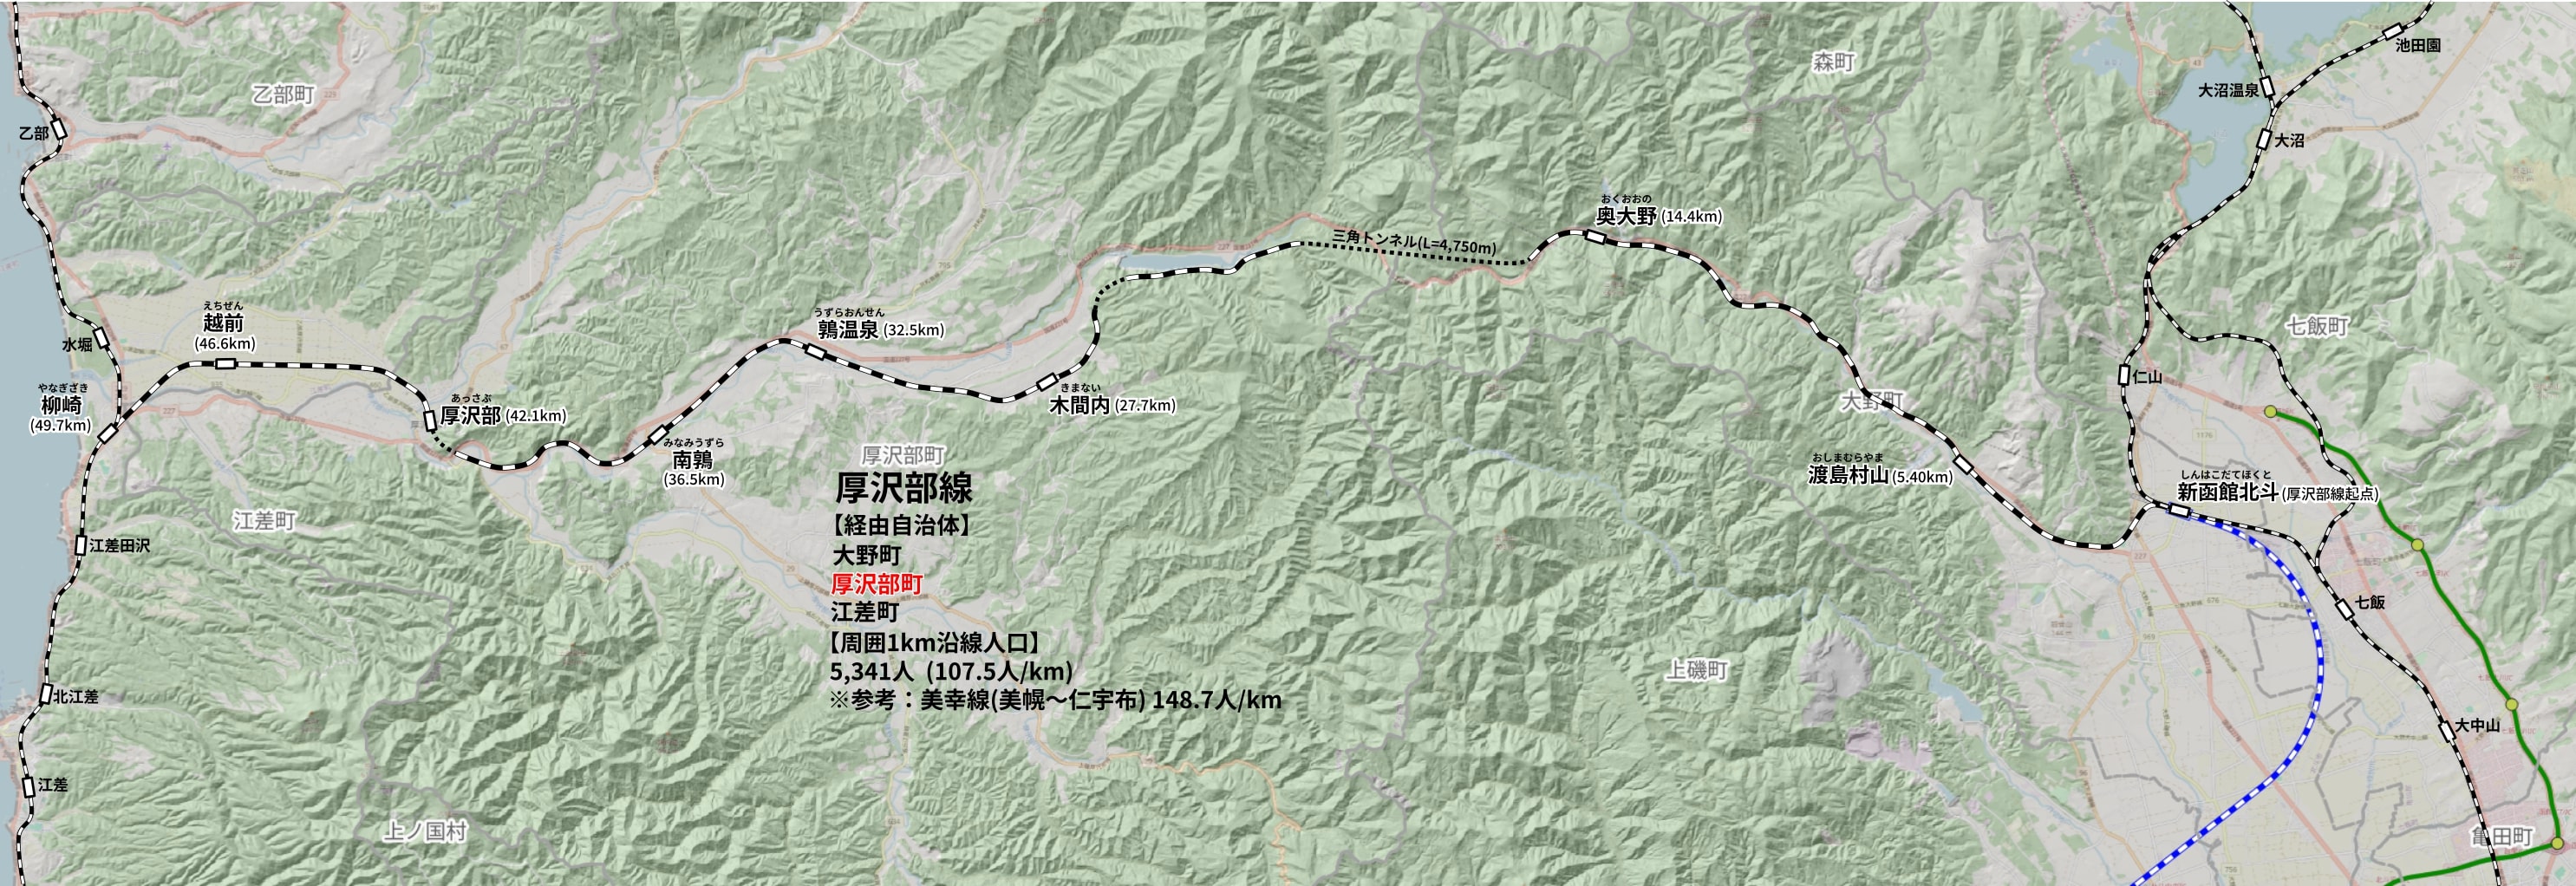 池田園
大沼温泉
大沼
森町
乙部町
乙部
おくおおの
奥大野 (14.4km)
三角トンネル(L=4,750m)
えちぜん
越前
(46.6km)
うずらおんせん
鶉温泉 (32.5km)
水堀
七飯町
仁山
やなぎざき
柳崎
(49.7km)
あっさぶ
厚沢部 (42.1km)
きまない
木間内 (27.7km)
大野町
みなみうずら
南鶉
(36.5km)
厚沢部町
おしまむらやま
渡島村山 (5.40km)
しんはこだてほくと
新函館北斗 (厚沢部線起点)
厚沢部線
【経由自治体】
大野町
厚沢部町
江差町
【周囲1km沿線人口】
5,341人 (107.5人/km)
※参考：美幸線(美幌～仁宇布) 148.7人/km
江差町
江差田沢
北江差
江差
上ノ国村
上磯町
七飯
大中山
亀田町